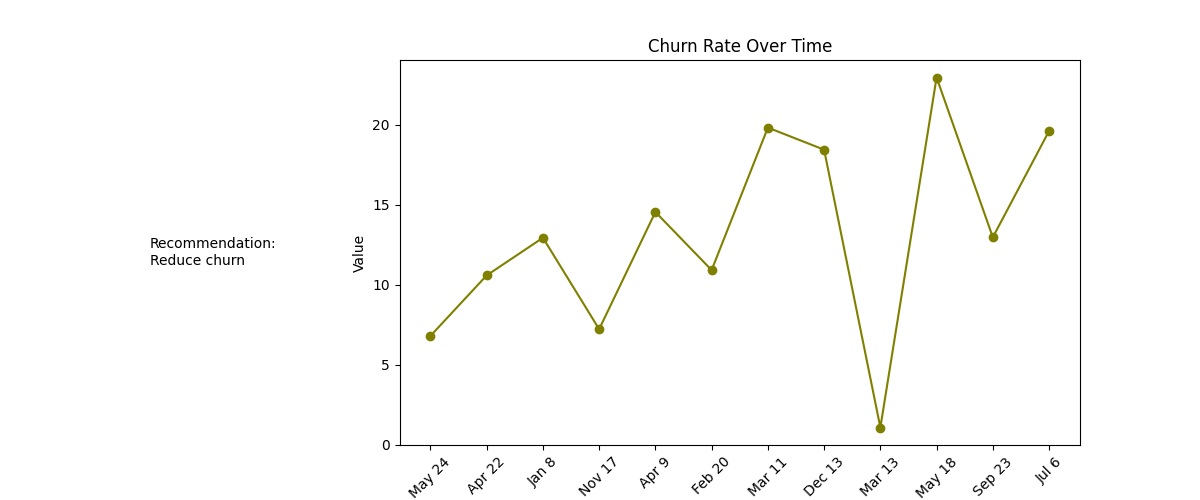 Churn Rate Over Time
Recommendation:
Reduce churn
Value
20
15
10
5
0
May 24
Apr 22
Jan 8
Nov 17
Apr 9
Feb 20
Mar 11
Dec 13
Mar 13
May 18
Sep 23
Jul 6